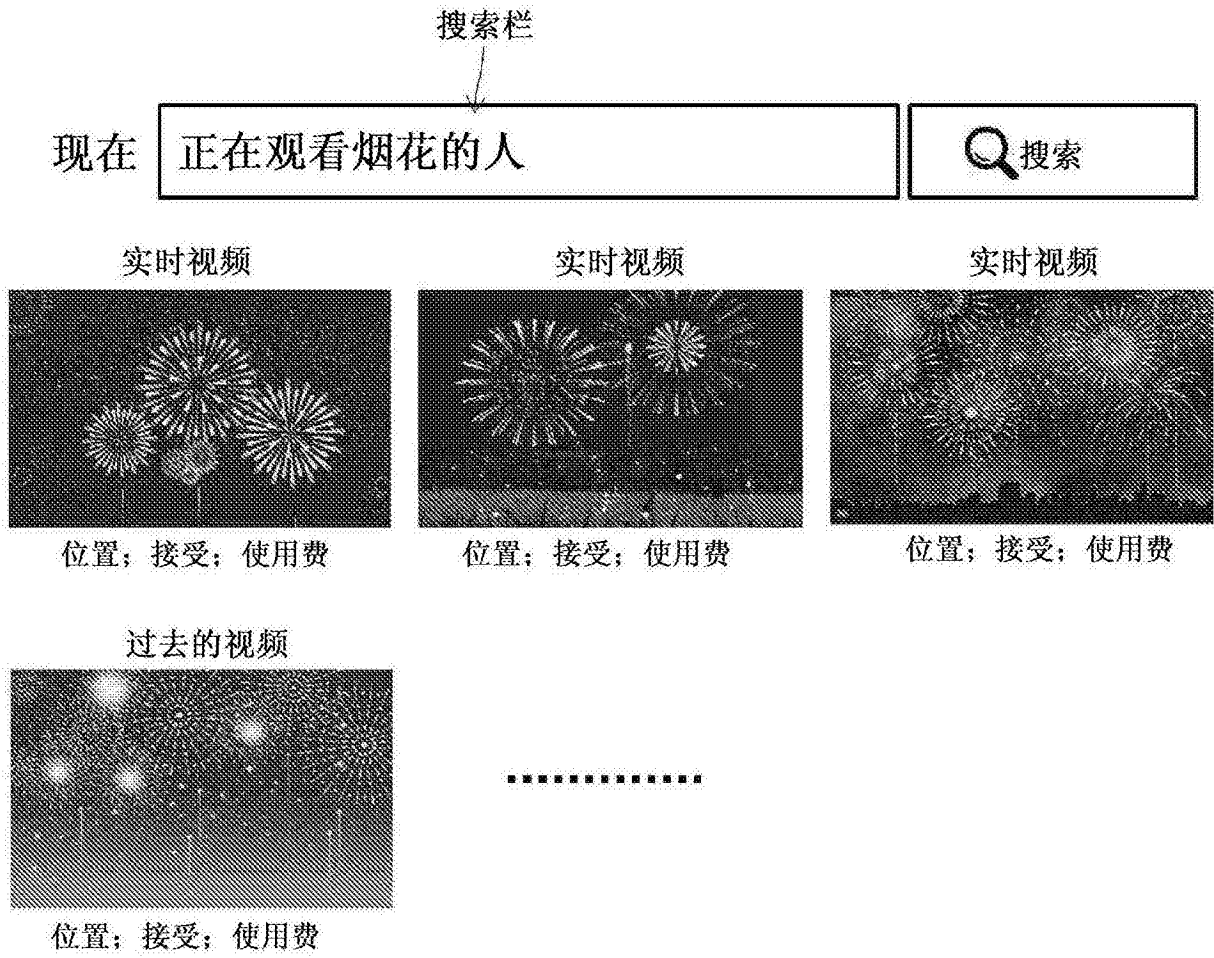 搜索栏
现在 正在观看烟花的人 搜索
实时视频 实时视频 实时视频
位置；接受；使用费 位置；接受；使用费 位置；接受；使用费
过去的视频
位置；接受；使用费